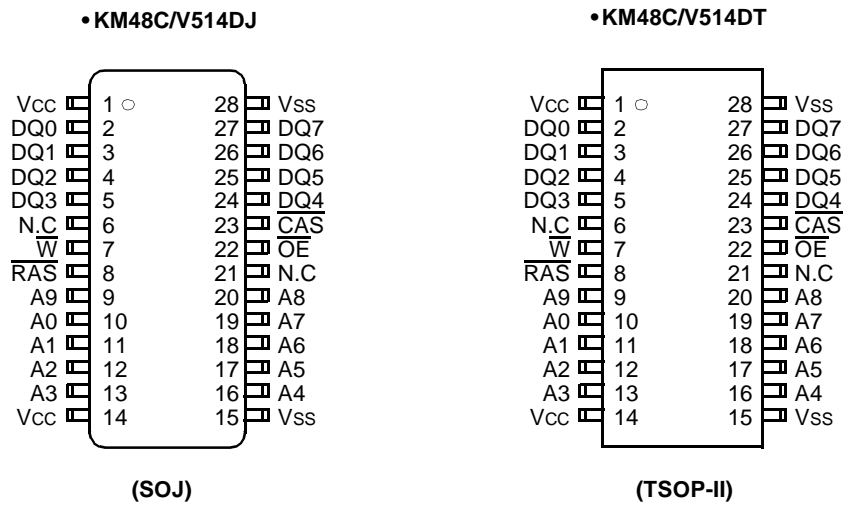 •KM48C/V514DJ
VCC 1 28 VSS
DQ0 2 27 DQ7
DQ1 3 26 DQ6
DQ2 4 25 DQ5
DQ3 5 24 DQ4
N.C 6 23 CAS
W 7 22 OE
RAS 8 21 N.C
A9 9 20 A8
A0 10 19 A7
A1 11 18 A6
A2 12 17 A5
A3 13 16 A4
VCC 14 15 VSS
(SOJ)
•KM48C/V514DT
VCC 1 28 VSS
DQ0 2 27 DQ7
DQ1 3 26 DQ6
DQ2 4 25 DQ5
DQ3 5 24 DQ4
N.C 6 23 CAS
W 7 22 OE
RAS 8 21 N.C
A9 9 20 A8
A0 10 19 A7
A1 11 18 A6
A2 12 17 A5
A3 13 16 A4
VCC 14 15 VSS
(TSOP-II)